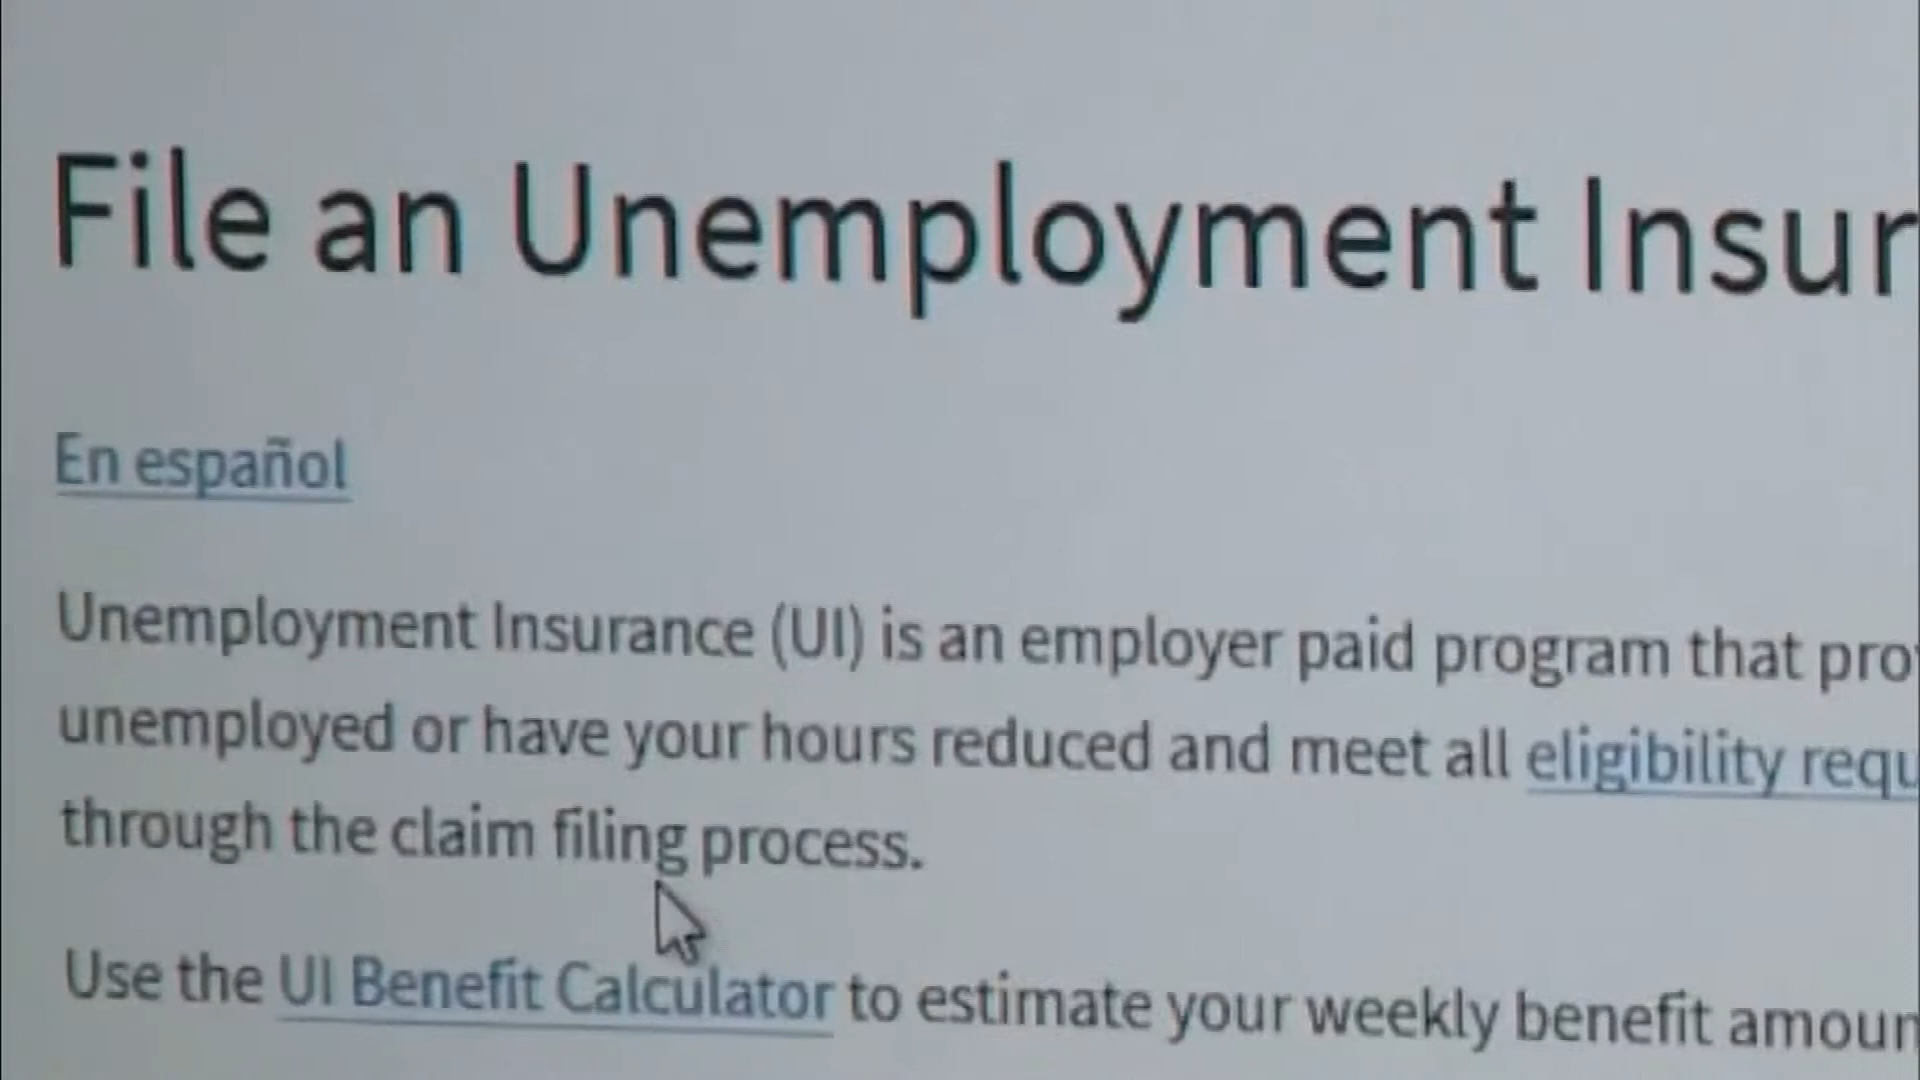 File an Unemployment Insur
En español
Unemployment Insurance (UI) is an employer paid program that pro
unemployed or have your hours reduced and meet all eligibility requ
through the claim filing process.
Use the UI Benefit Calculator to estimate your weekly benefit amoun